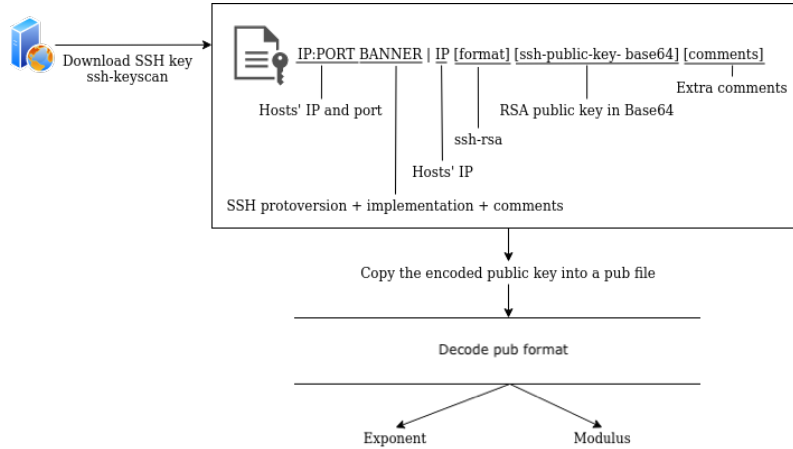 Download SSH key
ssh-keyscan
IP:PORT BANNER | IP [format] [ssh-public-key- base64] [comments]
Extra comments
Hosts' IP and port
RSA public key in Base64
ssh-rsa
Hosts' IP
SSH protoversion + implementation + comments
Copy the encoded public key into a pub file
Decode pub format
Exponent
Modulus